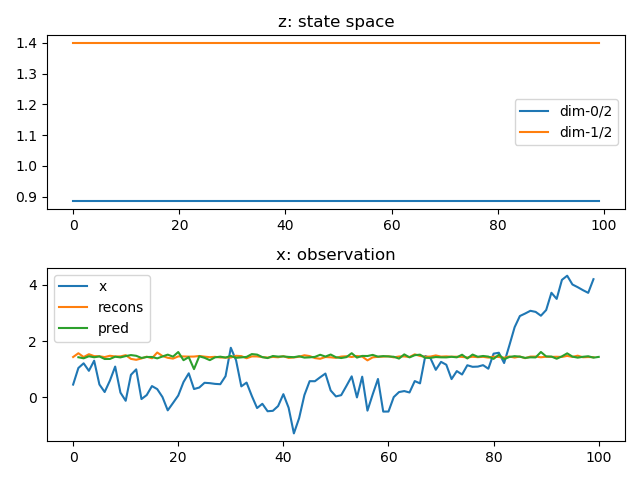 z: state space
1.4
1.3
1.2
1.1
1.0
0.9
dim-0/2
dim-1/2
0 20 40 60 80 100
x: observation
4
2
0
x
recons
pred
0 20 40 60 80 100